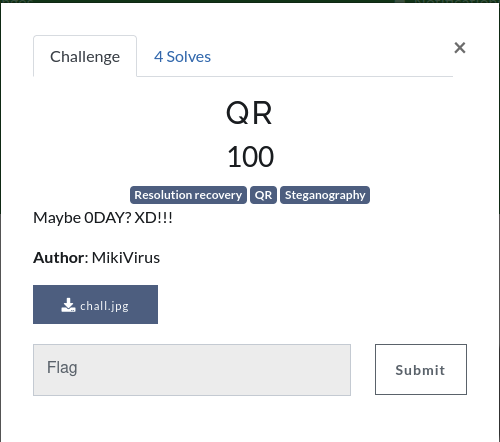 Challenge
4 Solves
×
QR
100
Resolution recovery QR Steganography
Maybe 0DAY? XD!!!
Author: MikiVirus
chall.jpg
Flag
Submit